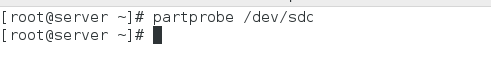 [root@server ~]# partprobe /dev/sdc
[root@server ~]#